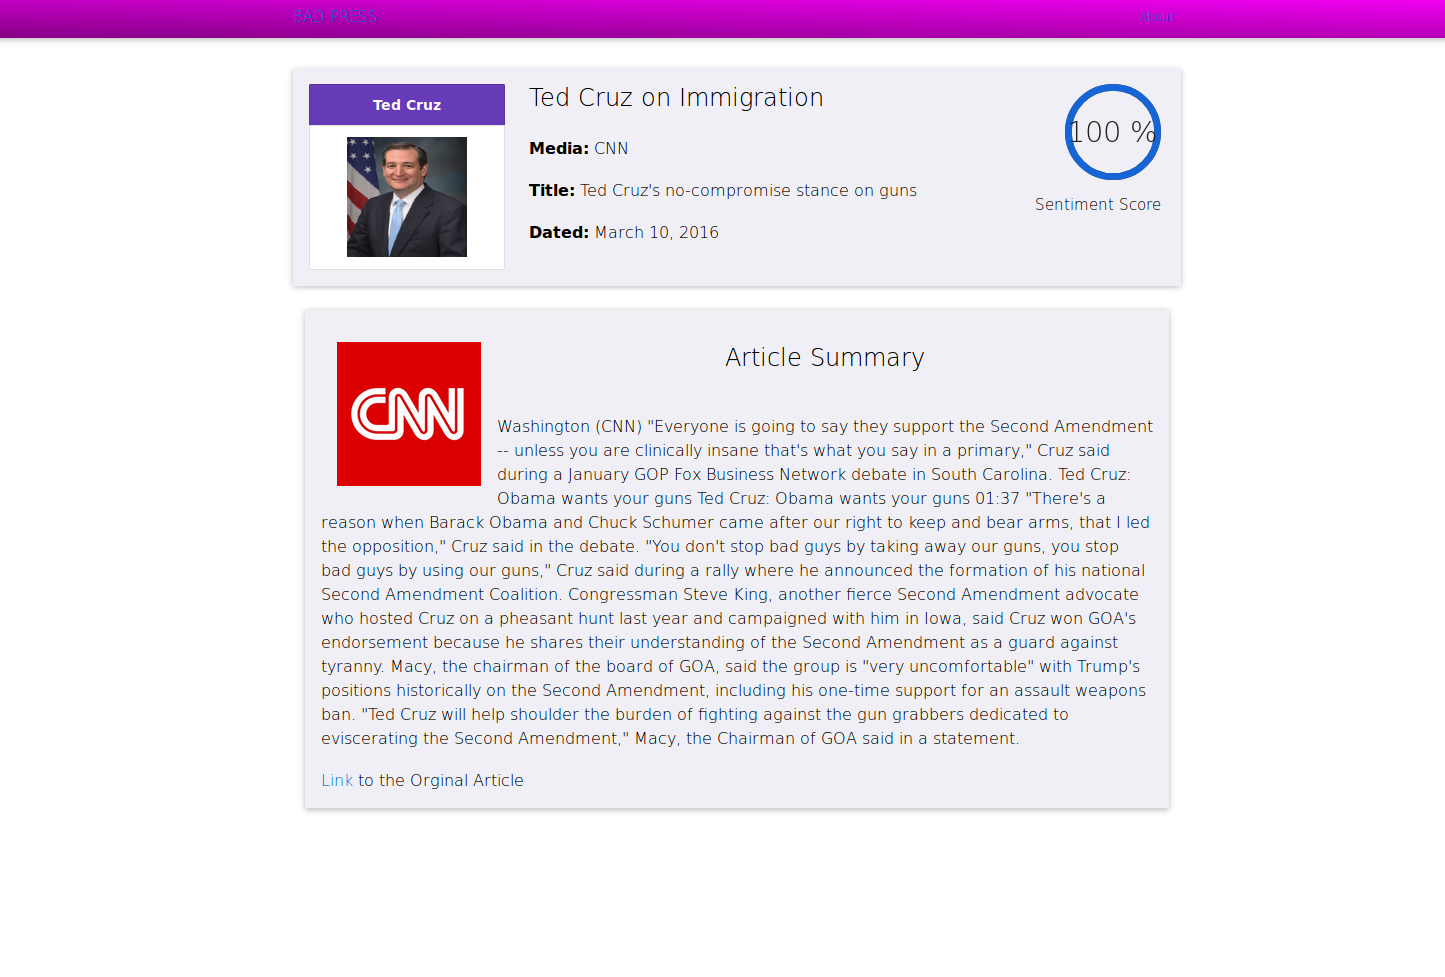 BAD PRESS
About
Ted Cruz
Ted Cruz on Immigration
Media: CNN
Title: Ted Cruz's no-compromise stance on guns
Dated: March 10, 2016
100 %
Sentiment Score
CNN
Article Summary
Washington (CNN) "Everyone is going to say they support the Second Amendment
-- unless you are clinically insane that's what you say in a primary," Cruz said
during a January GOP Fox Business Network debate in South Carolina. Ted Cruz:
Obama wants your guns Ted Cruz: Obama wants your guns 01:37 "There's a
reason when Barack Obama and Chuck Schumer came after our right to keep and bear arms, that I led
the opposition," Cruz said in the debate. "You don't stop bad guys by taking away our guns, you stop
bad guys by using our guns," Cruz said during a rally where he announced the formation of his national
Second Amendment Coalition. Congressman Steve King, another fierce Second Amendment advocate
who hosted Cruz on a pheasant hunt last year and campaigned with him in Iowa, said Cruz won GOA's
endorsement because he shares their understanding of the Second Amendment as a guard against
tyranny. Macy, the chairman of the board of GOA, said the group is "very uncomfortable" with Trump's
positions historically on the Second Amendment, including his one-time support for an assault weapons
ban. "Ted Cruz will help shoulder the burden of fighting against the gun grabbers dedicated to
eviscerating the Second Amendment," Macy, the Chairman of GOA said in a statement.
Link to the Orginal Article